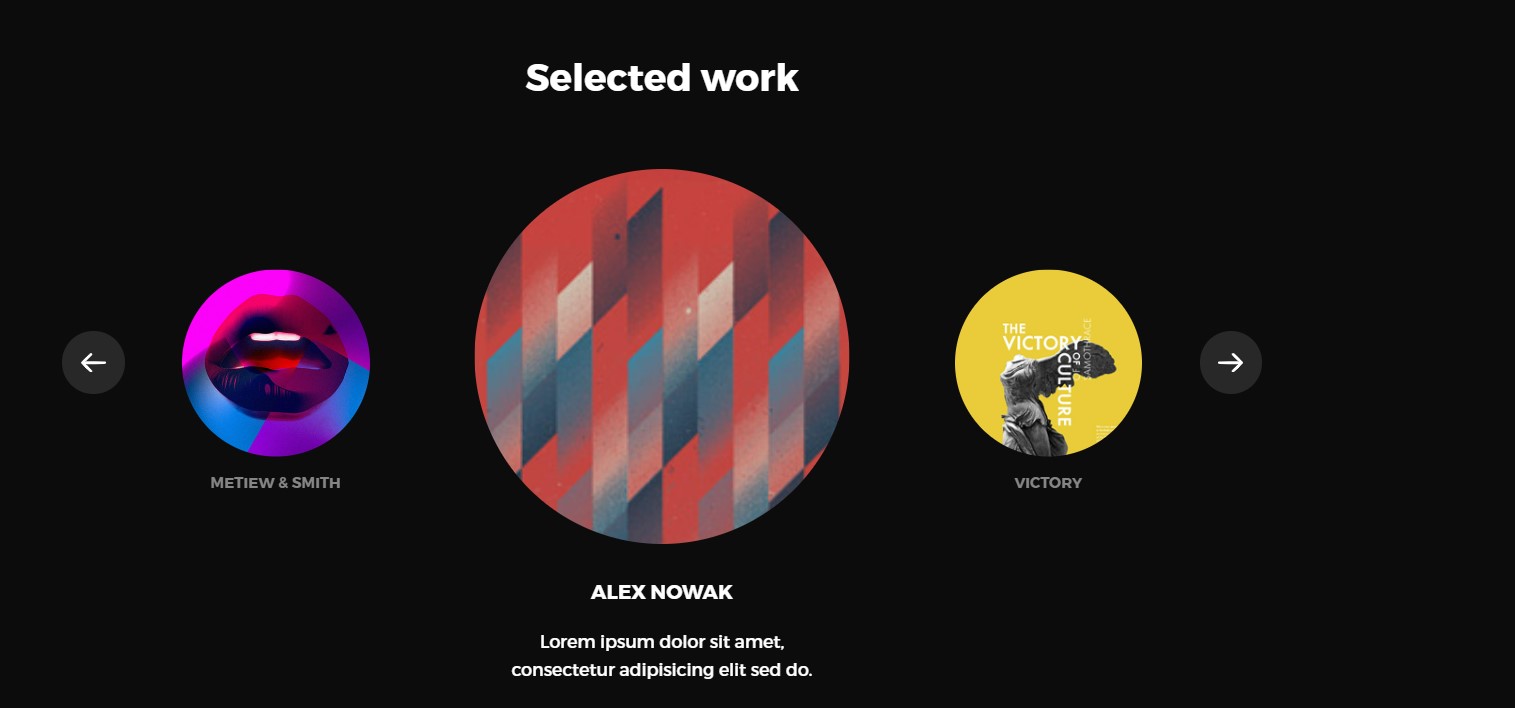 Selected work
THE
VICTORY
OF
CULTURE
SAMOTHRACE
METIEW & SMITH
VICTORY
ALEX NOWAK
Lorem ipsum dolor sit amet,
consectetur adipisicing elit sed do.